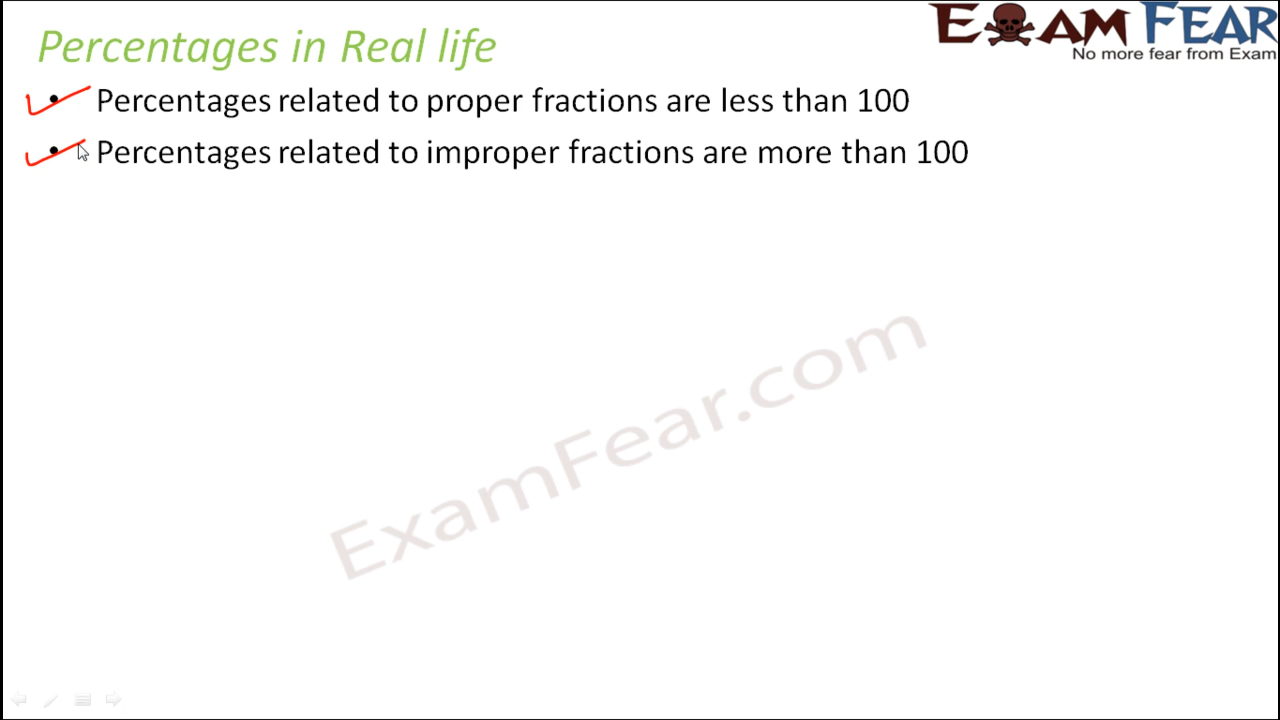 Percentages in Real life
EXAM FEAR
No more fear from Exam
• Percentages related to proper fractions are less than 100
• Percentages related to improper fractions are more than 100
ExamFear.com